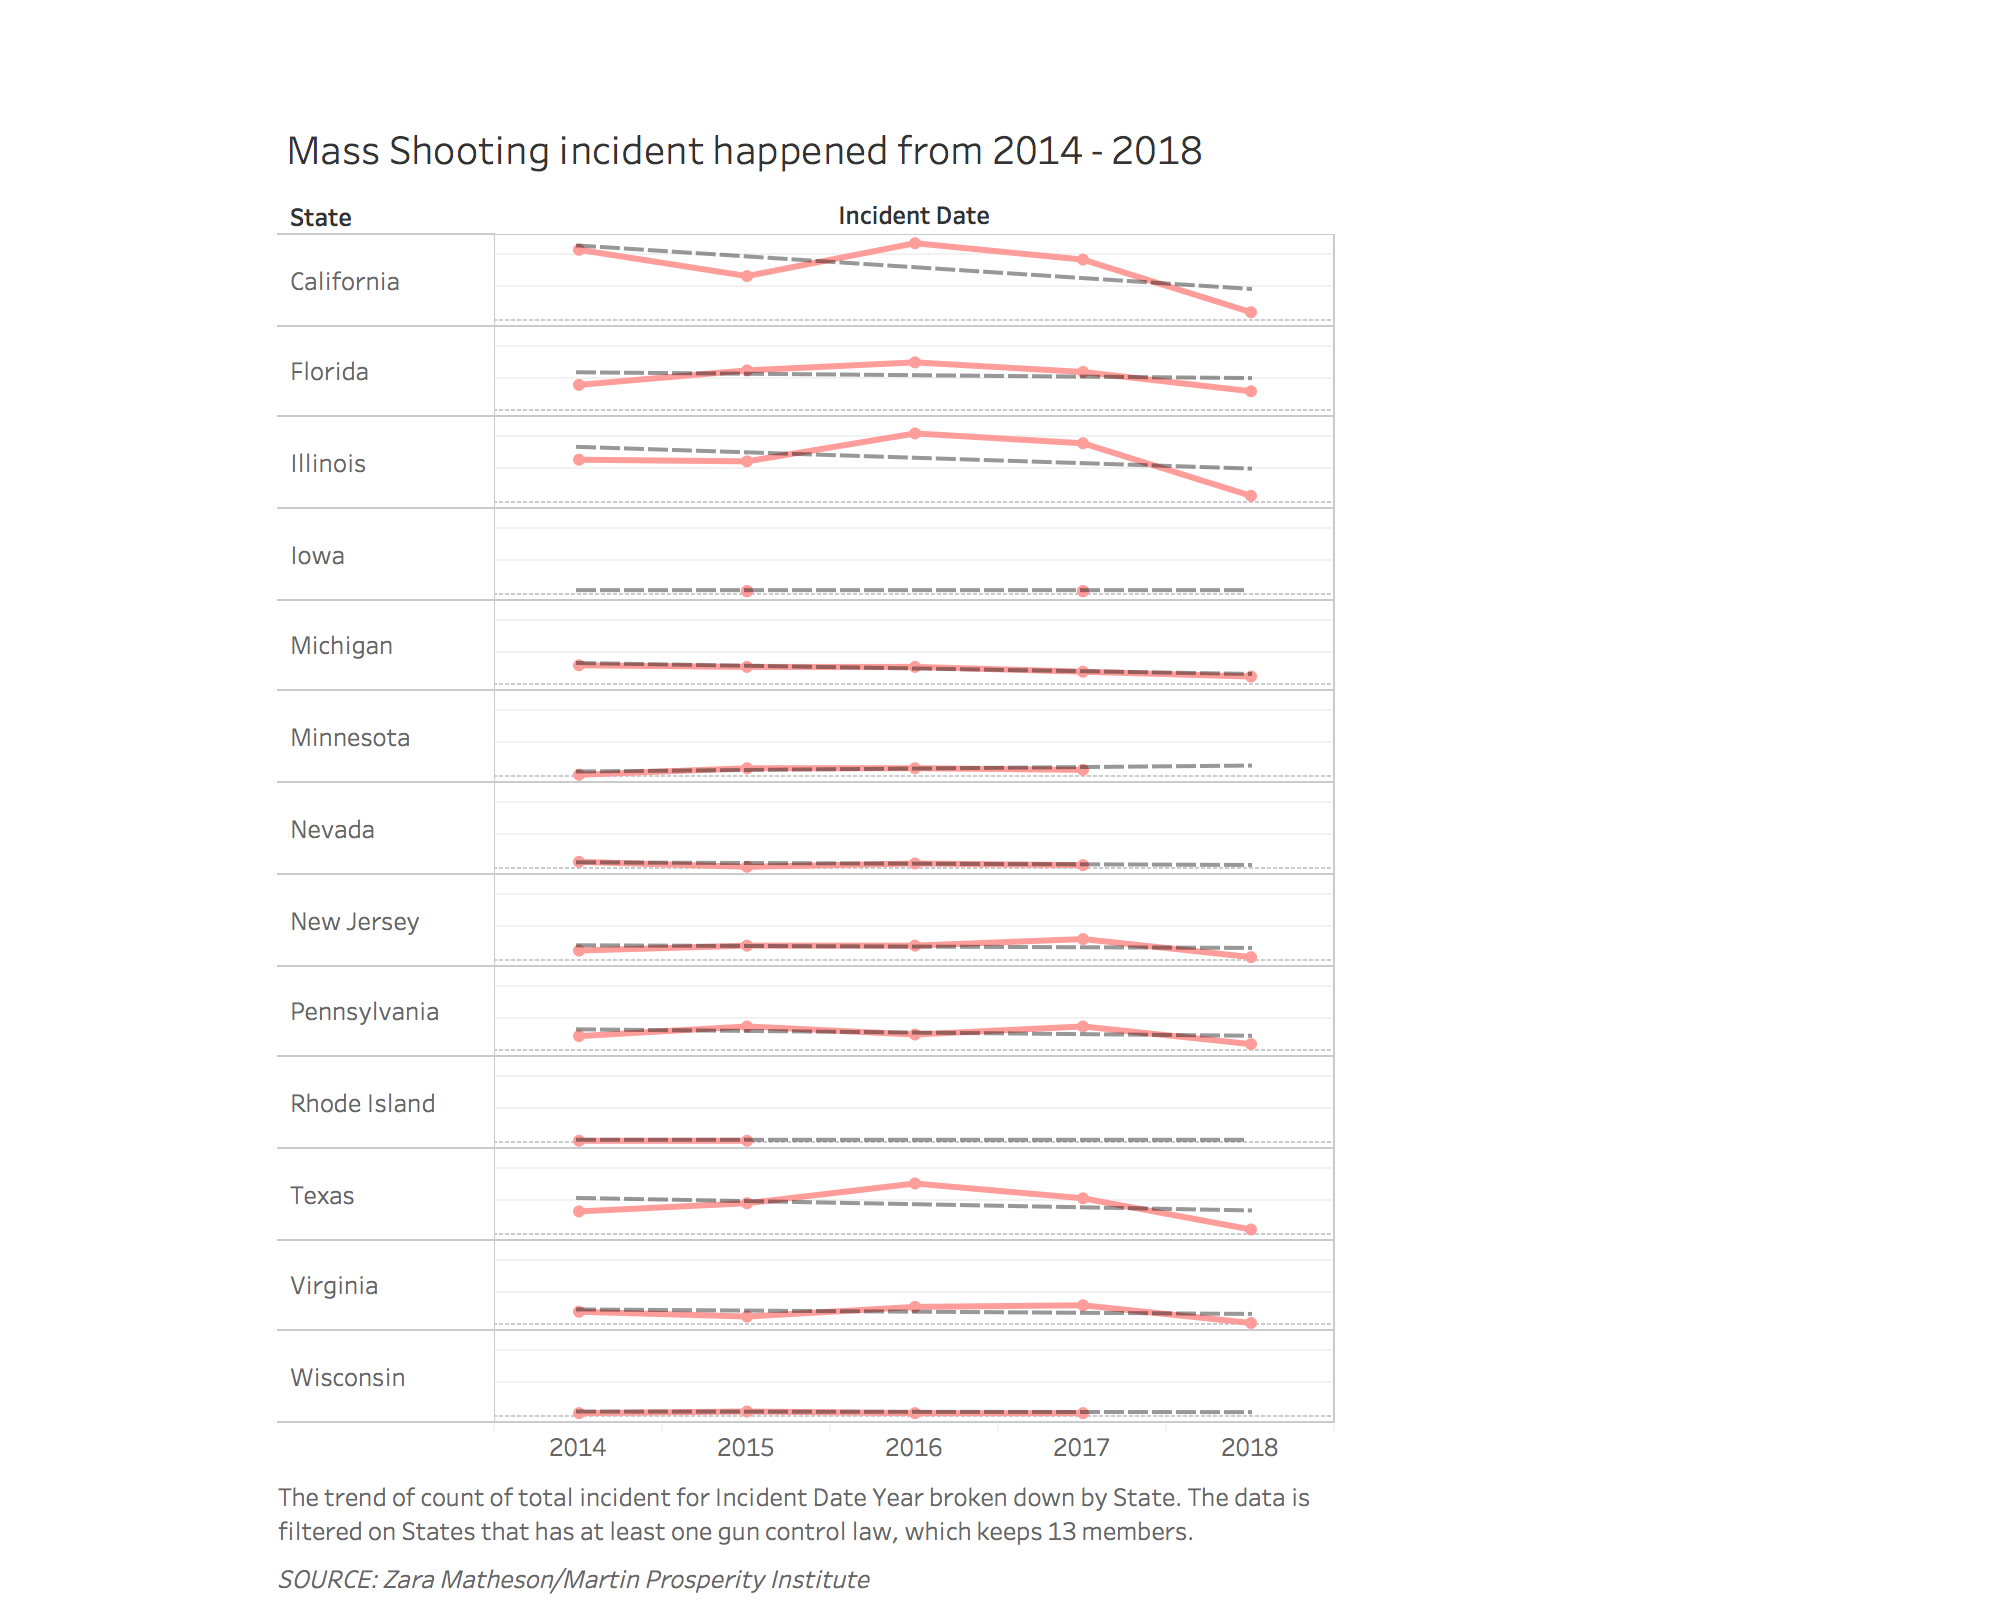 Mass Shooting incident happened from 2014 - 2018
State
Incident Date
California
Florida
Illinois
Iowa
Michigan
Minnesota
Nevada
New Jersey
Pennsylvania
Rhode Island
Texas
Virginia
Wisconsin
2014 2015 2016 2017 2018
The trend of count of total incident for Incident Date Year broken down by State. The data is
filtered on States that has at least one gun control law, which keeps 13 members.
SOURCE: Zara Matheson/Martin Prosperity Institute